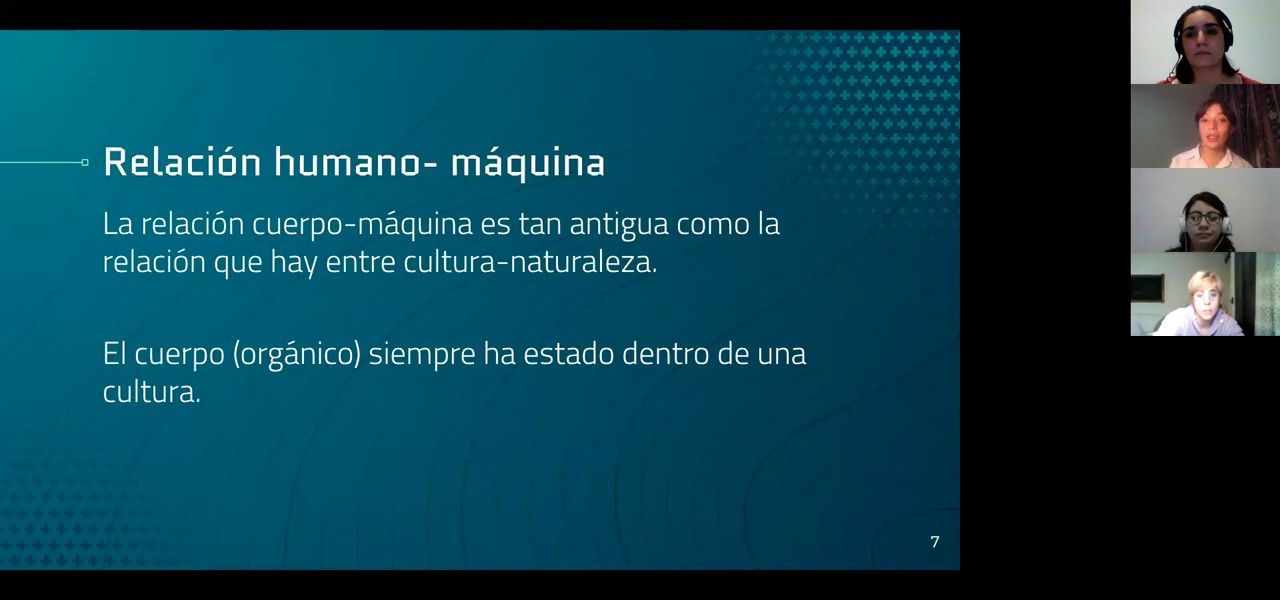 Relación humano- máquina
La relación cuerpo-máquina es tan antigua como la
relación que hay entre cultura-naturaleza.
El cuerpo (orgánico) siempre ha estado dentro de una
cultura.
7